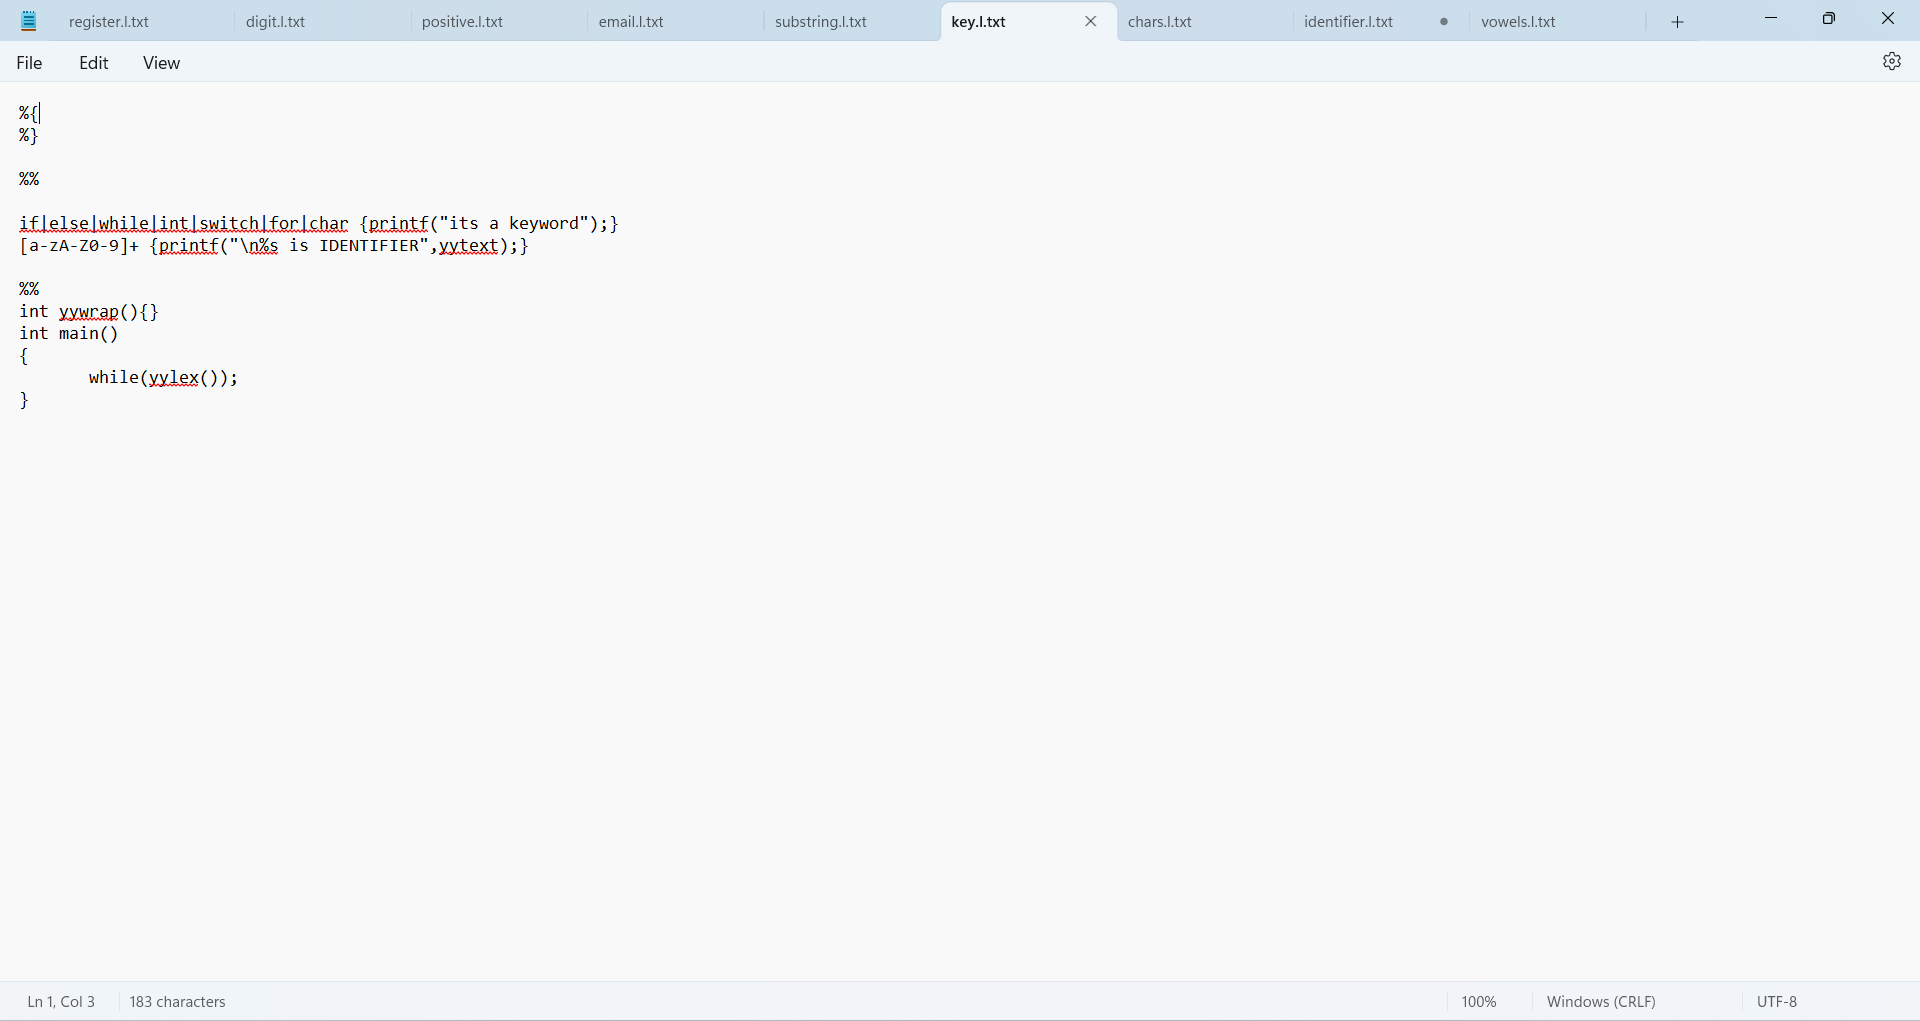 register.l.txt digit.l.txt positive.l.txt email.l.txt substring.l.txt key.l.txt chars.l.txt identifier.l.txt vowels.l.txt
File Edit View
%{
%}
%%
if|else|while|int|switch|for|char {printf("its a keyword");}
[a-zA-Z0-9]+ {printf("\n%s is IDENTIFIER",yytext);}
%%
int yywrap(){}
int main()
{
while(yylex());
}
Ln 1, Col 3 183 characters 100% Windows (CRLF) UTF-8